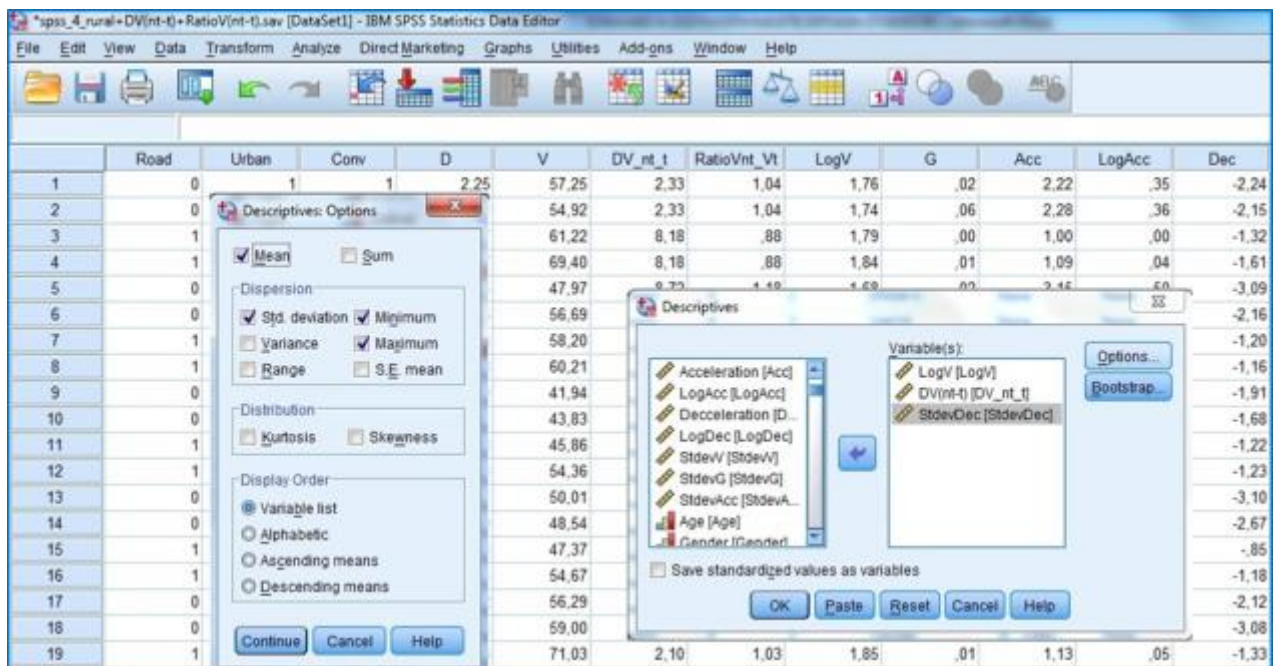 *spss_4_rural+DV(nt-t)+RatioV(nt-t).sav [DataSet1] - IBM SPSS Statistics Data Editor
File Edit View Data Transform Analyze Direct Marketing Graphs Utilities Add-ons Window Help
Road Urban Conv D V DV_nt_t RatioVnt_Vt LogV G Acc LogAcc Dec
1 0 1 1 2,25 57,25 2,33 1,04 1,76 ,02 2,22 ,35 -2,24
2 0 54,92 2,33 1,04 1,74 ,06 2,28 ,36 -2,15
3 1 61,22 8,18 ,88 1,79 ,00 1,00 ,00 -1,32
4 1 69,40 8,18 ,88 1,84 ,01 1,09 ,04 -1,61
5 0 47,97 -3,09
6 0 56,69 -2,16
7 1 58,20 -1,20
8 1 60,21 -1,16
9 0 41,94 -1,91
10 0 43,83 -1,68
11 1 45,86 -1,22
12 1 54,36 -1,23
13 0 50,01 -3,10
14 0 48,54 -2,67
15 1 47,37 -,85
16 1 54,67 -1,18
17 0 56,29 -2,12
18 0 59,00 -3,08
19 1 71,03 2,10 1,03 1,85 ,01 1,13 ,05 -1,33
Descriptives: Options
Mean Sum
Dispersion
Std. deviation Minimum
Variance Maximum
Range S.E. mean
Distribution
Kurtosis Skewness
Display Order
Variable list
Alphabetic
Ascending means
Descending means
Continue Cancel Help
Descriptives
Variable(s):
Acceleration [Acc]
LogAcc [LogAcc]
Decceleration [D...
LogDec [LogDec]
StdevV [StdevV]
StdevG [StdevG]
StdevAcc [StdevA...
Age [Age]
Gender [Gender]
LogV [LogV]
DV(nt-t) [DV_nt_t]
StdevDec [StdevDec]
Options...
Bootstrap...
Save standardized values as variables
OK Paste Reset Cancel Help